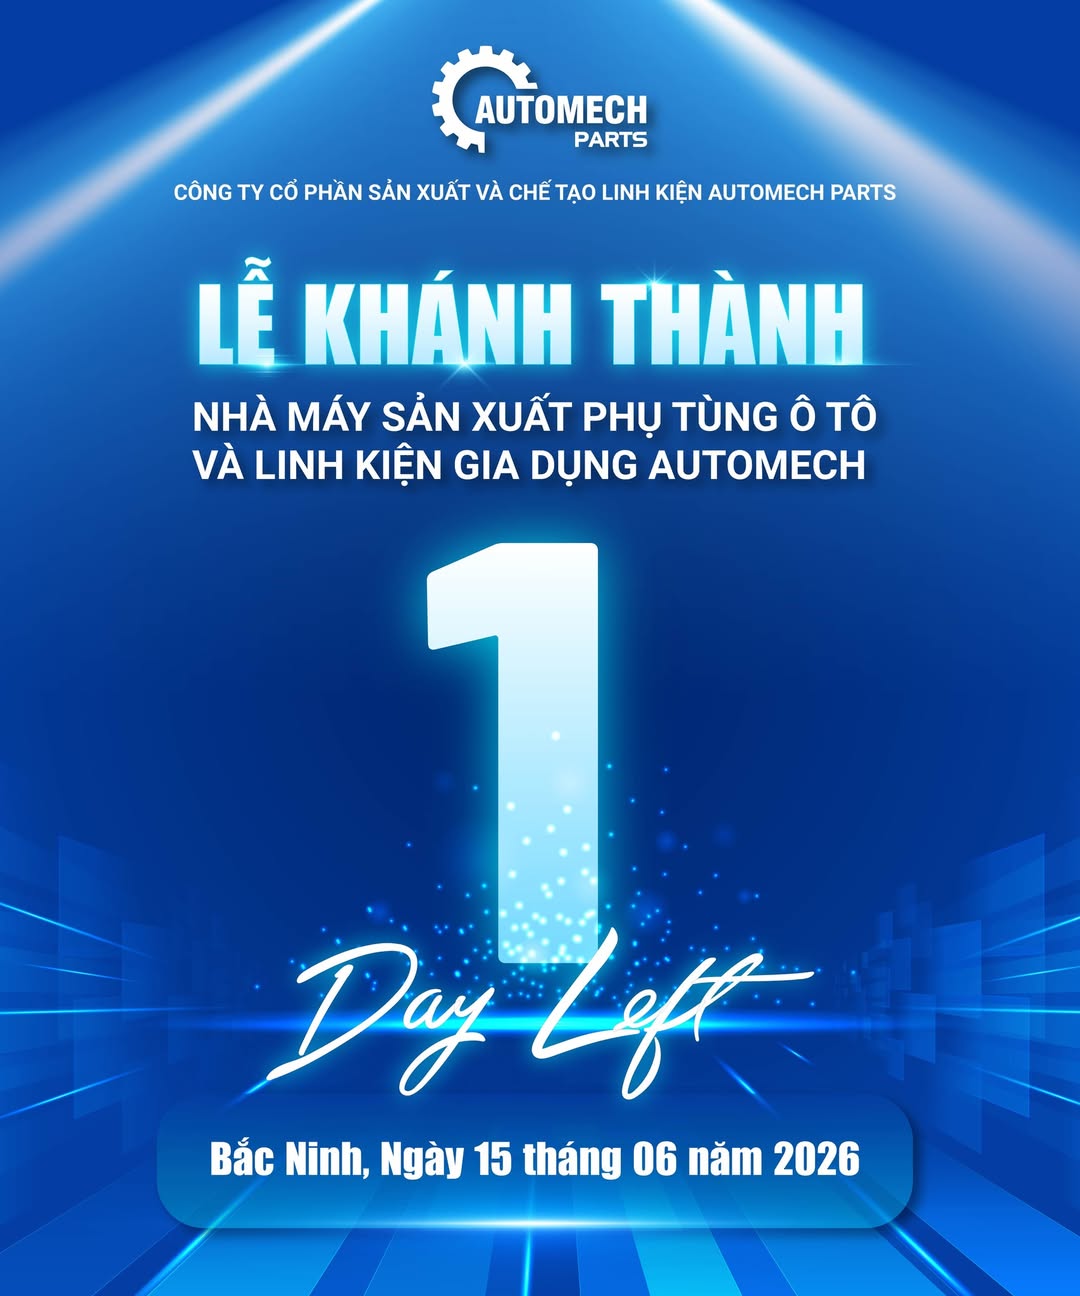 AUTOMECH
PARTS
CÔNG TY CỔ PHẦN SẢN XUẤT VÀ CHẾ TẠO LINH KIỆN AUTOMECH PARTS
LỄ KHÁNH THÀNH
NHÀ MÁY SẢN XUẤT PHỤ TÙNG Ô TÔ
VÀ LINH KIỆN GIA DỤNG AUTOMECH
1
Day Left
Bắc Ninh, Ngày 15 tháng 06 năm 2026